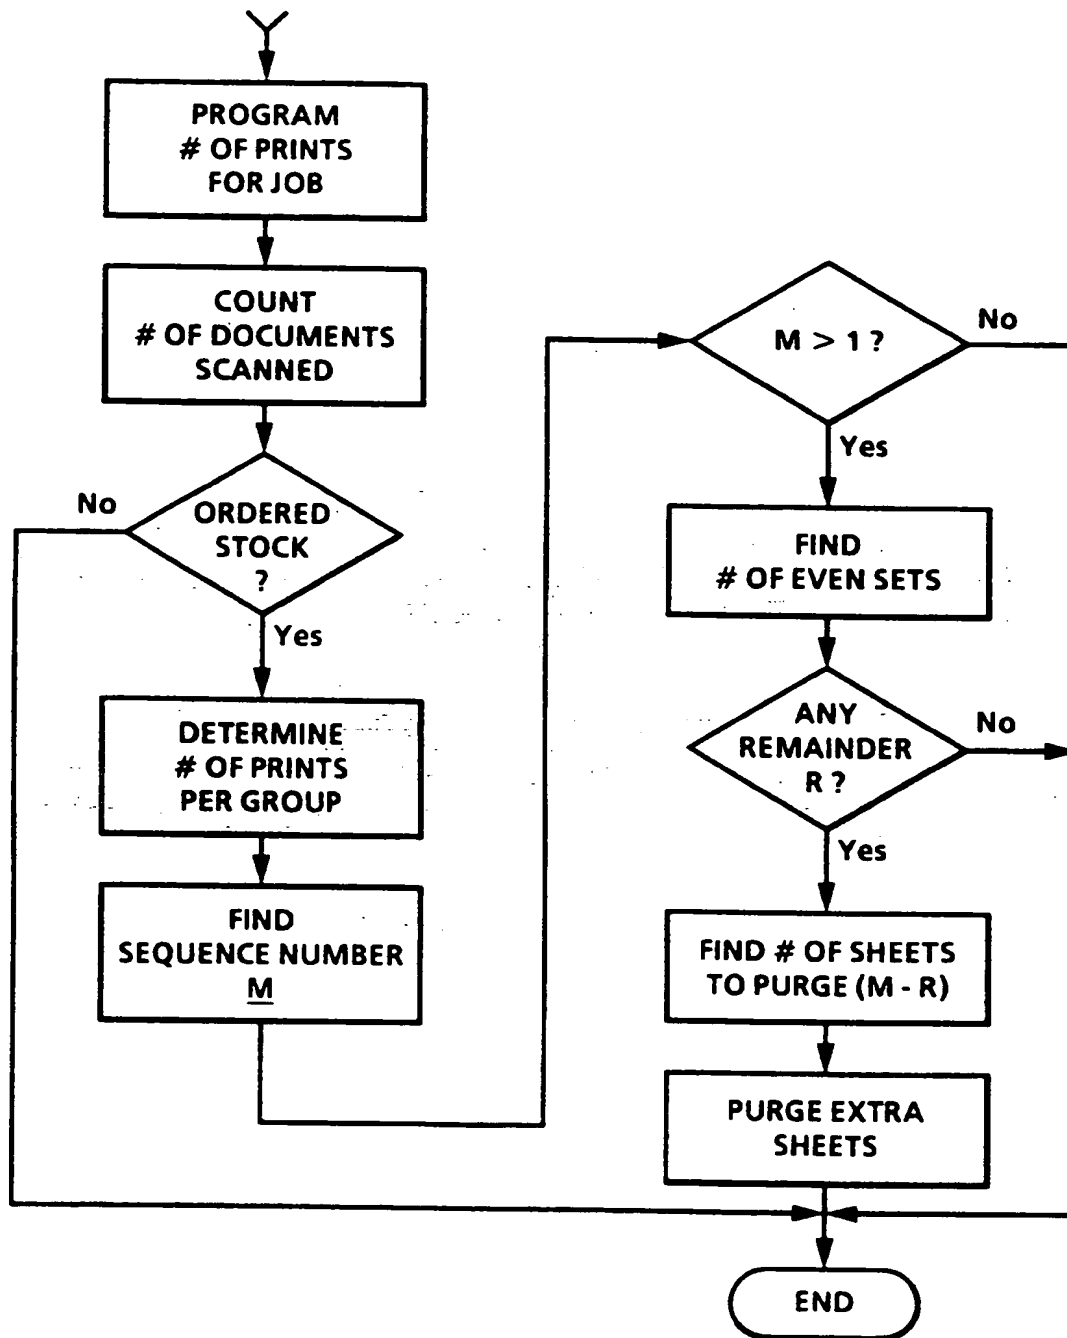 PROGRAM
# OF PRINTS
FOR JOB
COUNT
# OF DOCUMENTS
SCANNED
No
ORDERED
STOCK
?
Yes
DETERMINE
# OF PRINTS
PER GROUP
FIND
SEQUENCE NUMBER
M
M > 1 ?
No
Yes
FIND
# OF EVEN SETS
ANY
REMAINDER
R ?
No
Yes
FIND # OF SHEETS
TO PURGE (M - R)
PURGE EXTRA
SHEETS
END